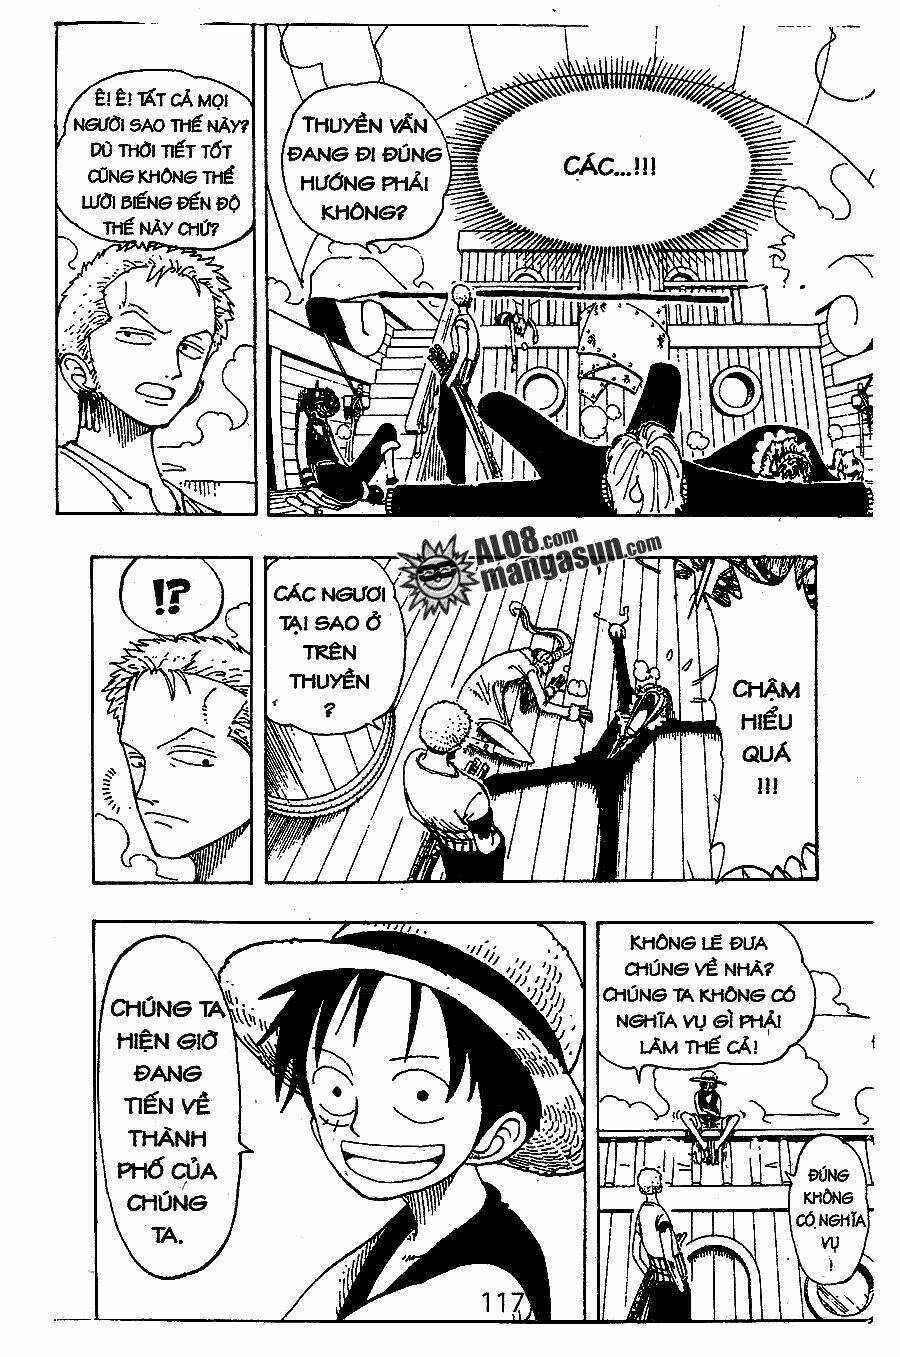 Ê! Ê! TẤT CẢ MỌI
NGƯỜI SAO THẾ NÀY?
DÙ THỜI TIẾT TỐT
CŨNG KHÔNG THỂ
LƯỜI BIẾNG ĐẾN ĐỘ
THẾ NÀY CHỨ?
THUYỀN VẪN
ĐANG ĐI ĐÚNG
HƯỚNG PHẢI
KHÔNG?
CÁC...!!!
AL08.com
mangasun.com
!?
CÁC NGƯƠI
TẠI SAO Ở
TRÊN
THUYỀN
?
CHẬM
HIỂU
QUÁ
!!!
CHÚNG TA
HIỆN GIỜ
ĐANG
TIẾN VỀ
THÀNH
PHỐ CỦA
CHÚNG
TA.
KHÔNG LẼ ĐƯA
CHÚNG VỀ NHÀ?
CHÚNG TA KHÔNG CÓ
NGHĨA VỤ GÌ PHẢI
LÀM THẾ CẢ!
ĐÚNG
KHÔNG
CÓ NGHĨA
VỤ
117